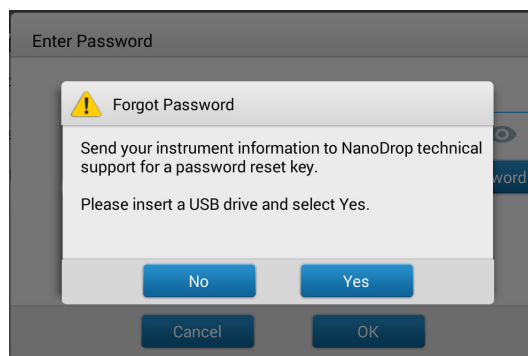 Enter Password
Forgot Password
Send your instrument information to NanoDrop technical
support for a password reset key.
Please insert a USB drive and select Yes.
word
No
Yes
Cancel
OK